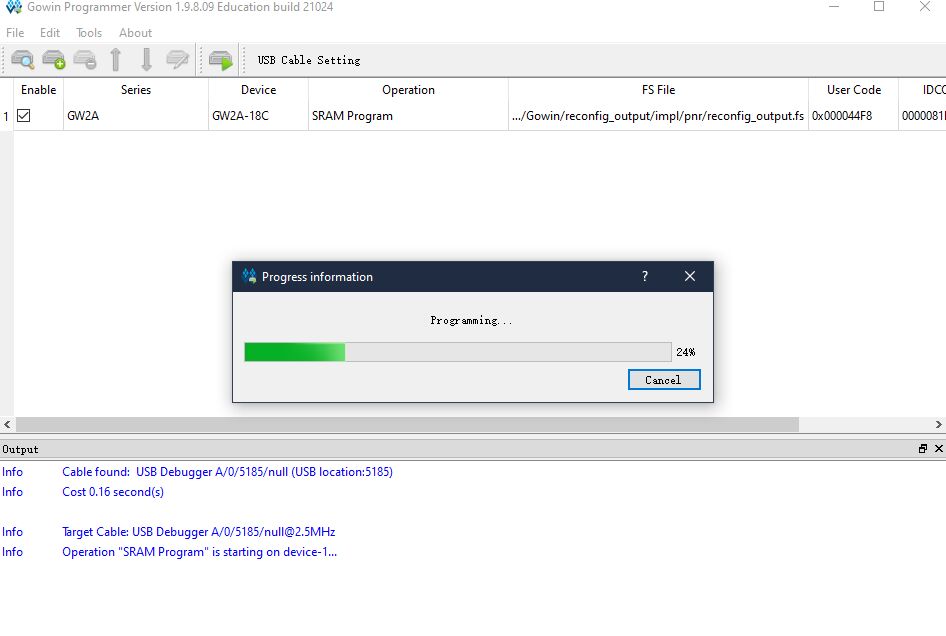 Gowin Programmer Version 1.9.8.09 Education build 21024
File Edit Tools About
USB Cable Setting
Enable Series Device Operation FS File User Code
1 GW2A GW2A-18C SRAM Program .../Gowin/reconfig_output/impl/pnr/reconfig_output.fs 0x000044F8
Progress information ?
Programming...
24%
Cancel
Output
Info Cable found: USB Debugger A/0/5185/null (USB location:5185)
Info Cost 0.16 second(s)
Info Target Cable: USB Debugger A/0/5185/null@2.5MHz
Info Operation "SRAM Program" is starting on device-1...